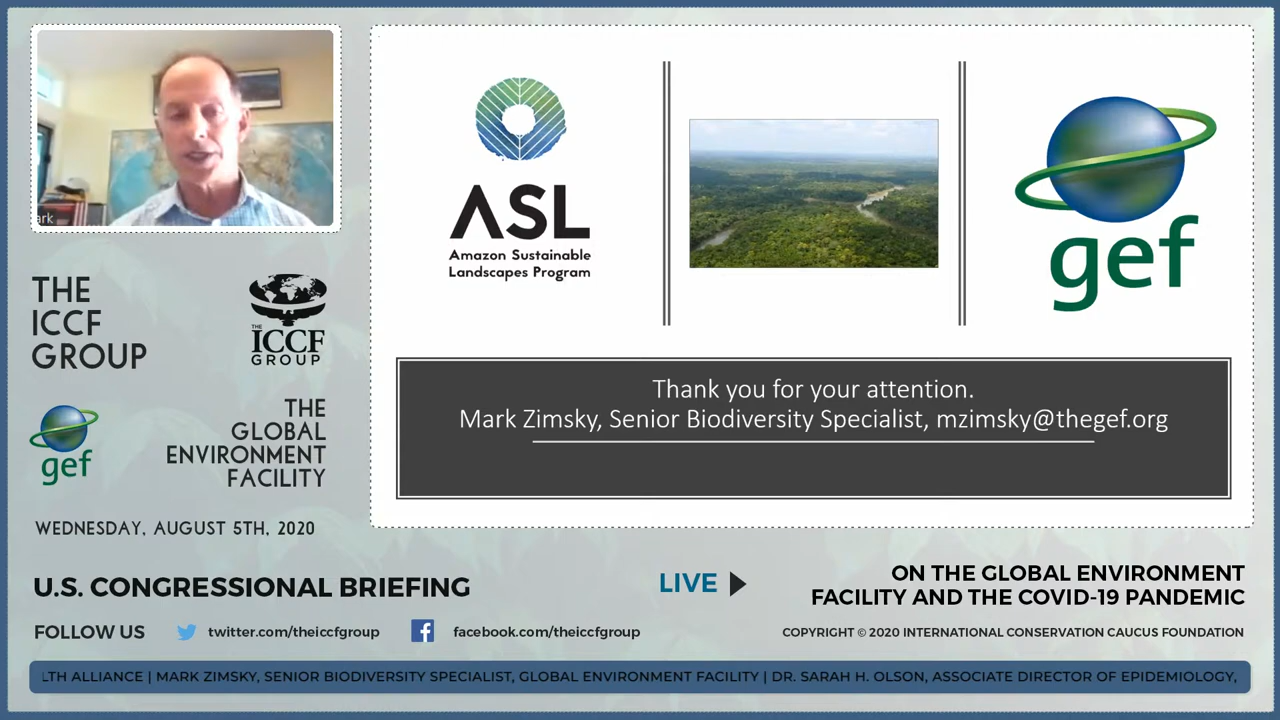 ark
THE
ICCF
GROUP
THE
ICCF
GROUP
gef
THE
GLOBAL
ENVIRONMENT
FACILITY
WEDNESDAY, AUGUST 5TH, 2020
ASL
Amazon Sustainable
Landscapes Program
gef
Thank you for your attention.
Mark Zimsky, Senior Biodiversity Specialist, mzimsky@thegef.org
U.S. CONGRESSIONAL BRIEFING
LIVE
ON THE GLOBAL ENVIRONMENT
FACILITY AND THE COVID-19 PANDEMIC
FOLLOW US
twitter.com/theiccfgroup
facebook.com/theiccfgroup
COPYRIGHT © 2020 INTERNATIONAL CONSERVATION CAUCUS FOUNDATION
LTH ALLIANCE | MARK ZIMSKY, SENIOR BIODIVERSITY SPECIALIST, GLOBAL ENVIRONMENT FACILITY | DR. SARAH H. OLSON, ASSOCIATE DIRECTOR OF EPIDEMIOLOGY,